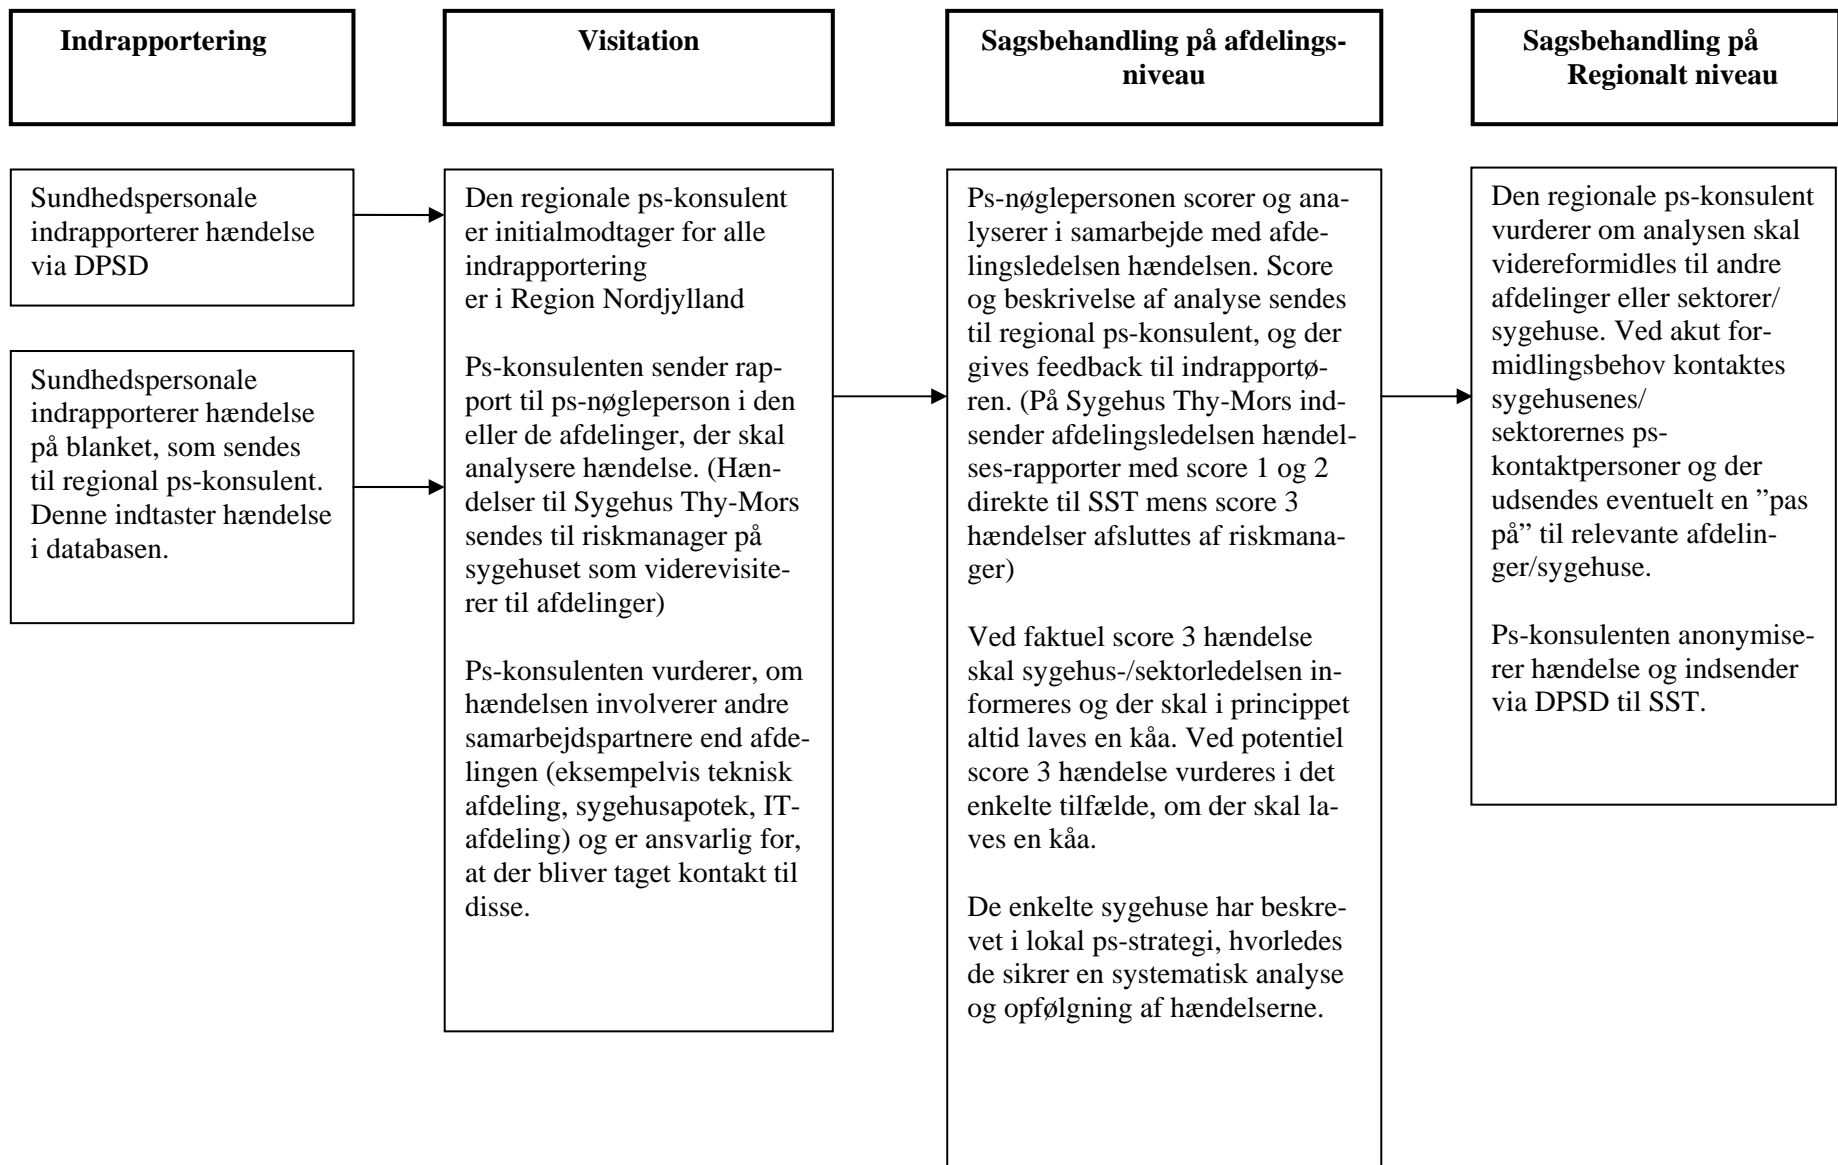 Indrapportering
Visitation
Sagsbehandling på afdelings-
niveau
Sagsbehandling på
Regionalt niveau
Sundhedspersonale
indrapporterer hændelse
via DPSD
Sundhedspersonale
indrapporterer hændelse
på blanket, som sendes
til regional ps-konsulent.
Denne indtaster hændelse
i databasen.
Den regionale ps-konsulent
er initialmodtager for alle
indrapportering
er i Region Nordjylland
Ps-konsulenten sender rap-
port til ps-nøgleperson i den
eller de afdelinger, der skal
analysere hændelse. (Hæn-
delser til Sygehus Thy-Mors
sendes til riskmanager på
sygehuset som viderevisite-
rer til afdelinger)
Ps-konsulenten vurderer, om
hændelsen involverer andre
samarbejdspartnere end afde-
lingen (eksempelvis teknisk
afdeling, sygehusapotek, IT-
afdeling) og er ansvarlig for,
at der bliver taget kontakt til
disse.
Ps-nøglepersonen scorer og ana-
lyserer i samarbejde med afde-
lingsledelsen hændelsen. Score
og beskrivelse af analyse sendes
til regional ps-konsulent, og der
gives feedback til indrapportø-
ren. (På Sygehus Thy-Mors ind-
sender afdelingsledelsen hændel-
ses-rapporter med score 1 og 2
direkte til SST mens score 3
hændelser afsluttes af riskmana-
ger)
Ved faktuel score 3 hændelse
skal sygehus-/sektorledelsen in-
formeres og der skal i princippet
altid laves en kåa. Ved potentiel
score 3 hændelse vurderes i det
enkelte tilfælde, om der skal la-
ves en kåa.
De enkelte sygehuse har beskre-
vet i lokal ps-strategi, hvorledes
de sikrer en systematisk analyse
og opfølgning af hændelserne.
Den regionale ps-konsulent
vurderer om analysen skal
videreformidles til andre
afdelinger eller sektorer/
sygehuse. Ved akut for-
midlingsbehov kontaktes
sygehusenes/
sektorernes ps-
kontaktpersoner og der
udsendes eventuelt en ”pas
på” til relevante afdelin-
ger/sygehuse.
Ps-konsulenten anonymise-
rer hændelse og indsender
via DPSD til SST.